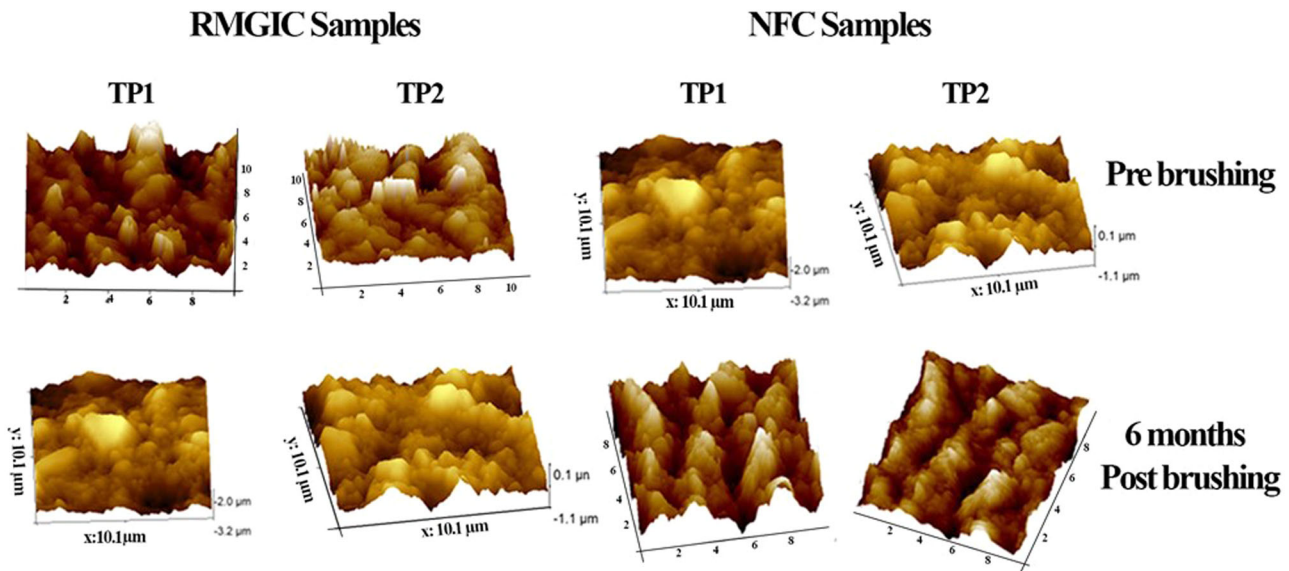 RMGIC Samples NFC Samples
TP1 TP2 TP1 TP2
Pre brushing
10
8
6
4
2
2 4 6 8
10
8
6
4
2
2 4 6 8 10
y: 10.1 µm
x: 10.1 µm
-2.0 µm
-3.2 µm
y: 10.1 µm
x: 10.1 µm
0.1 µm
-1.1 µm
6 months
Post brushing
y: 10.1 µm
x:10.1µm
-2.0 µm
-3.2 µm
y: 10.1 µm
x: 10.1 µm
0.1 µn
-1.1 µm
8
6
4
2
2 4 6 8
8
6
4
2
2 4 6 8